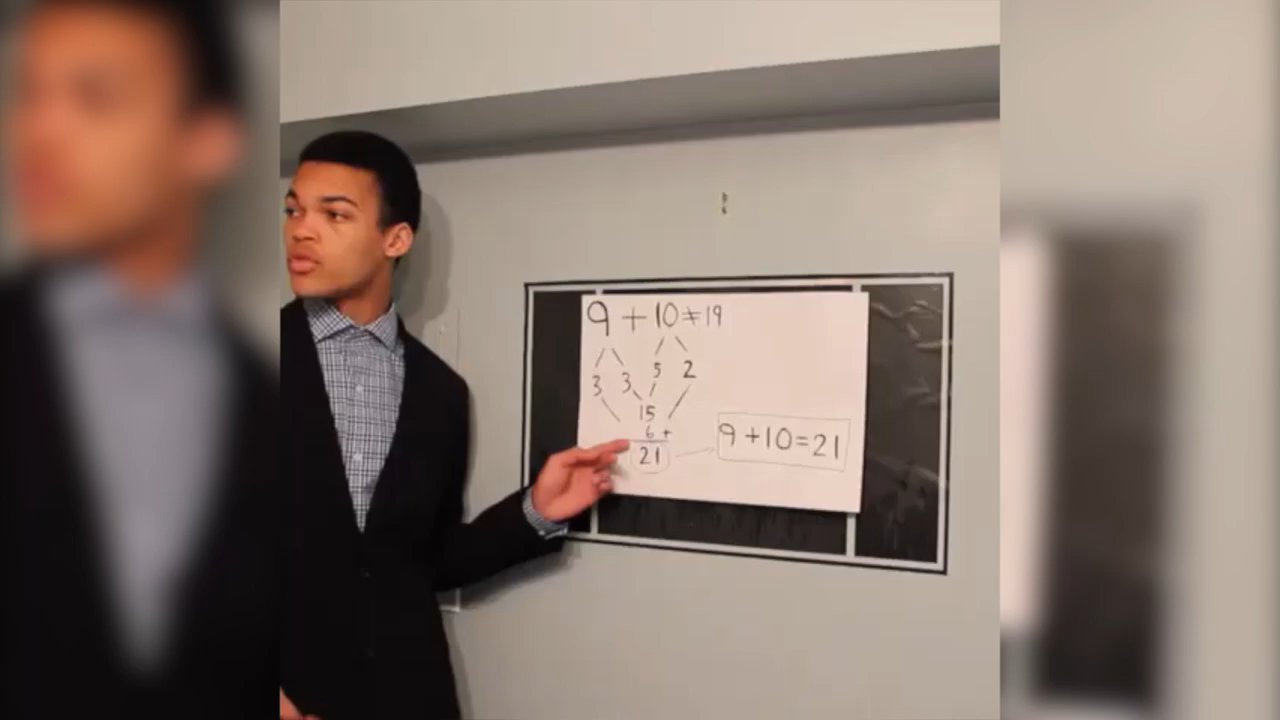 9 + 10 ≠ 19
3 3 5 2
15
6 +
21
9 + 10 = 21